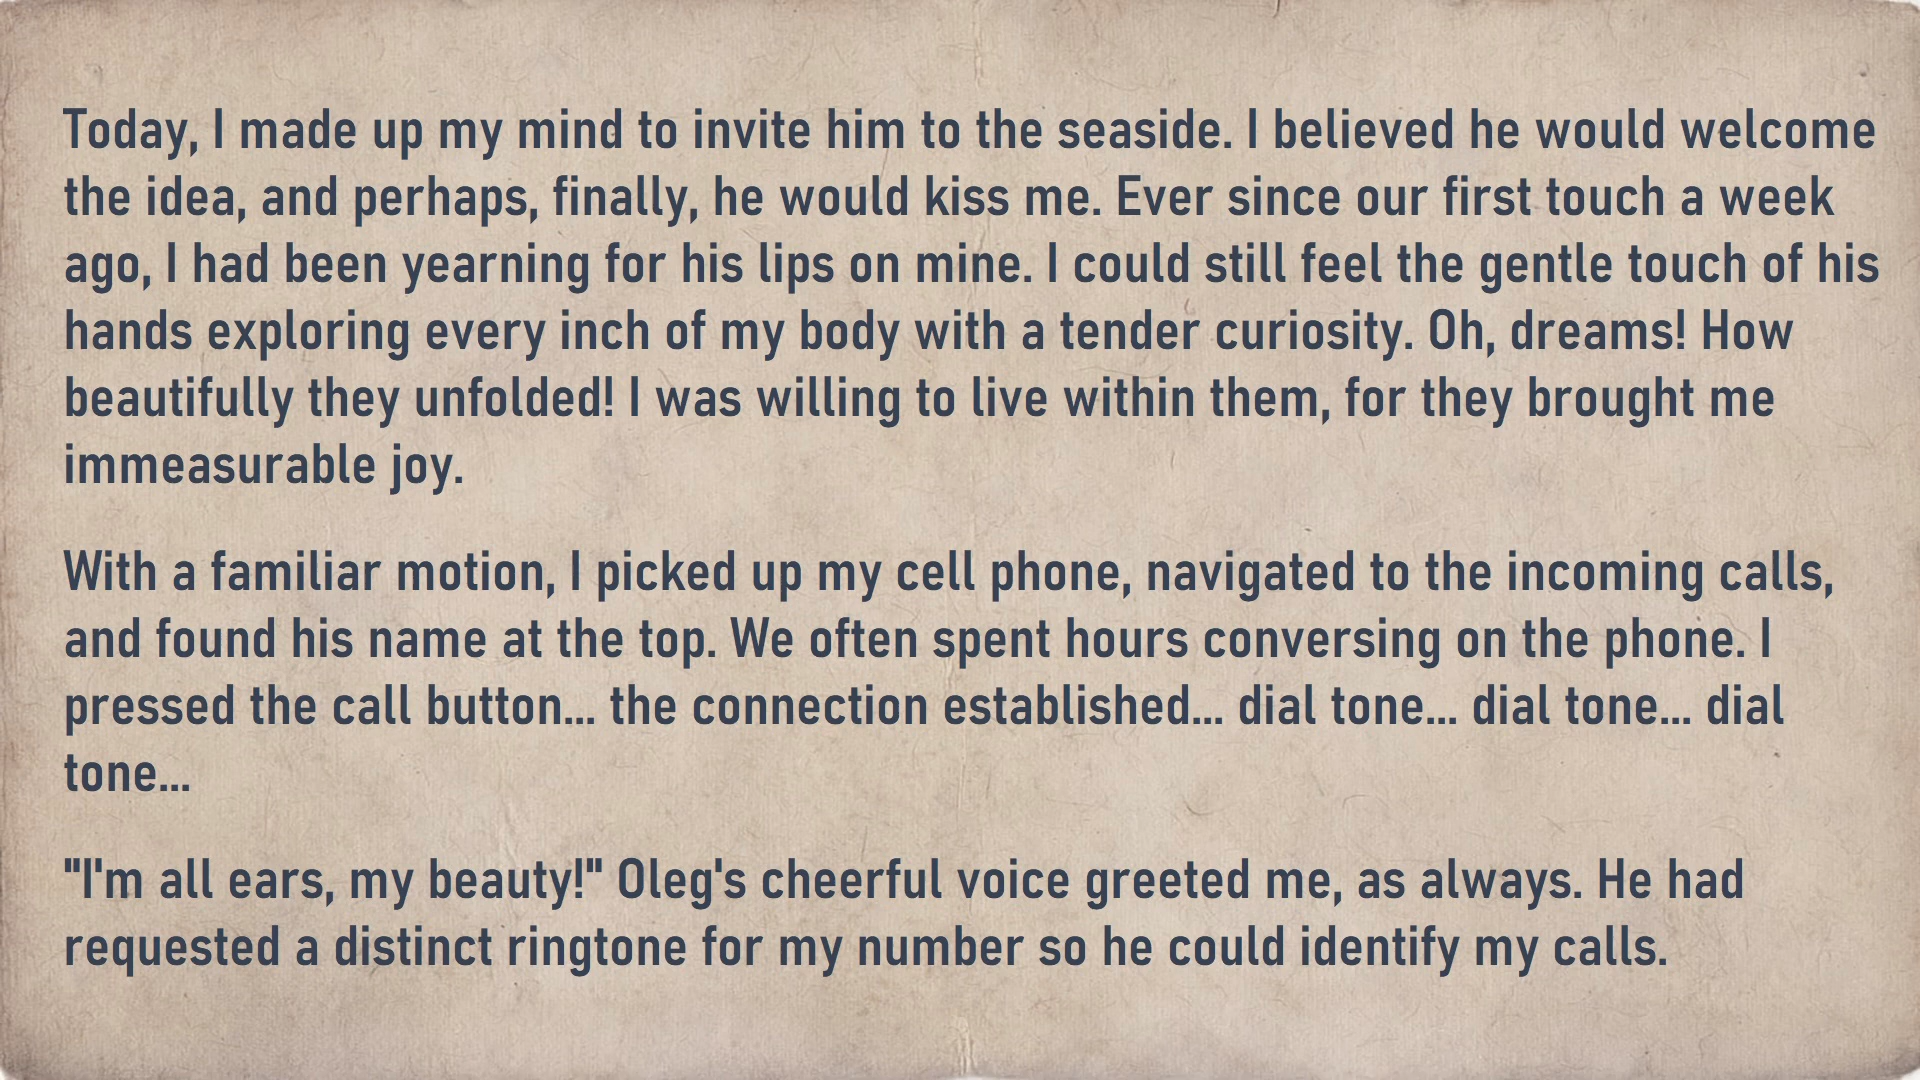 Today, I made up my mind to invite him to the seaside. I believed he would welcome
the idea, and perhaps, finally, he would kiss me. Ever since our first touch a week
ago, I had been yearning for his lips on mine. I could still feel the gentle touch of his
hands exploring every inch of my body with a tender curiosity. Oh, dreams! How
beautifully they unfolded! I was willing to live within them, for they brought me
immeasurable joy.
With a familiar motion, I picked up my cell phone, navigated to the incoming calls,
and found his name at the top. We often spent hours conversing on the phone. I
pressed the call button... the connection established... dial tone... dial tone... dial
tone...
"I'm all ears, my beauty!" Oleg's cheerful voice greeted me, as always. He had
requested a distinct ringtone for my number so he could identify my calls.